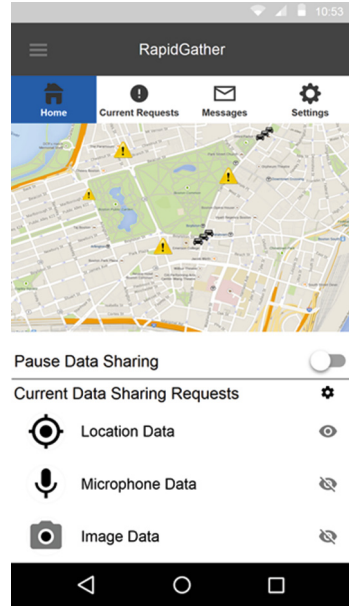 10:53
RapidGather
Home
Current Requests
Messages
Settings
Pause Data Sharing
Current Data Sharing Requests
Location Data
Microphone Data
Image Data